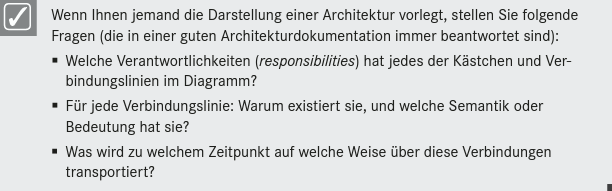 Wenn Ihnen jemand die Darstellung einer Architektur vorlegt, stellen Sie folgende
Fragen (die in einer guten Architekturdokumentation immer beantwortet sind):
▪ Welche Verantwortlichkeiten (responsibilities) hat jedes der Kästchen und Ver-
bindungslinien im Diagramm?
▪ Für jede Verbindungslinie: Warum existiert sie, und welche Semantik oder
Bedeutung hat sie?
▪ Was wird zu welchem Zeitpunkt auf welche Weise über diese Verbindungen
transportiert?